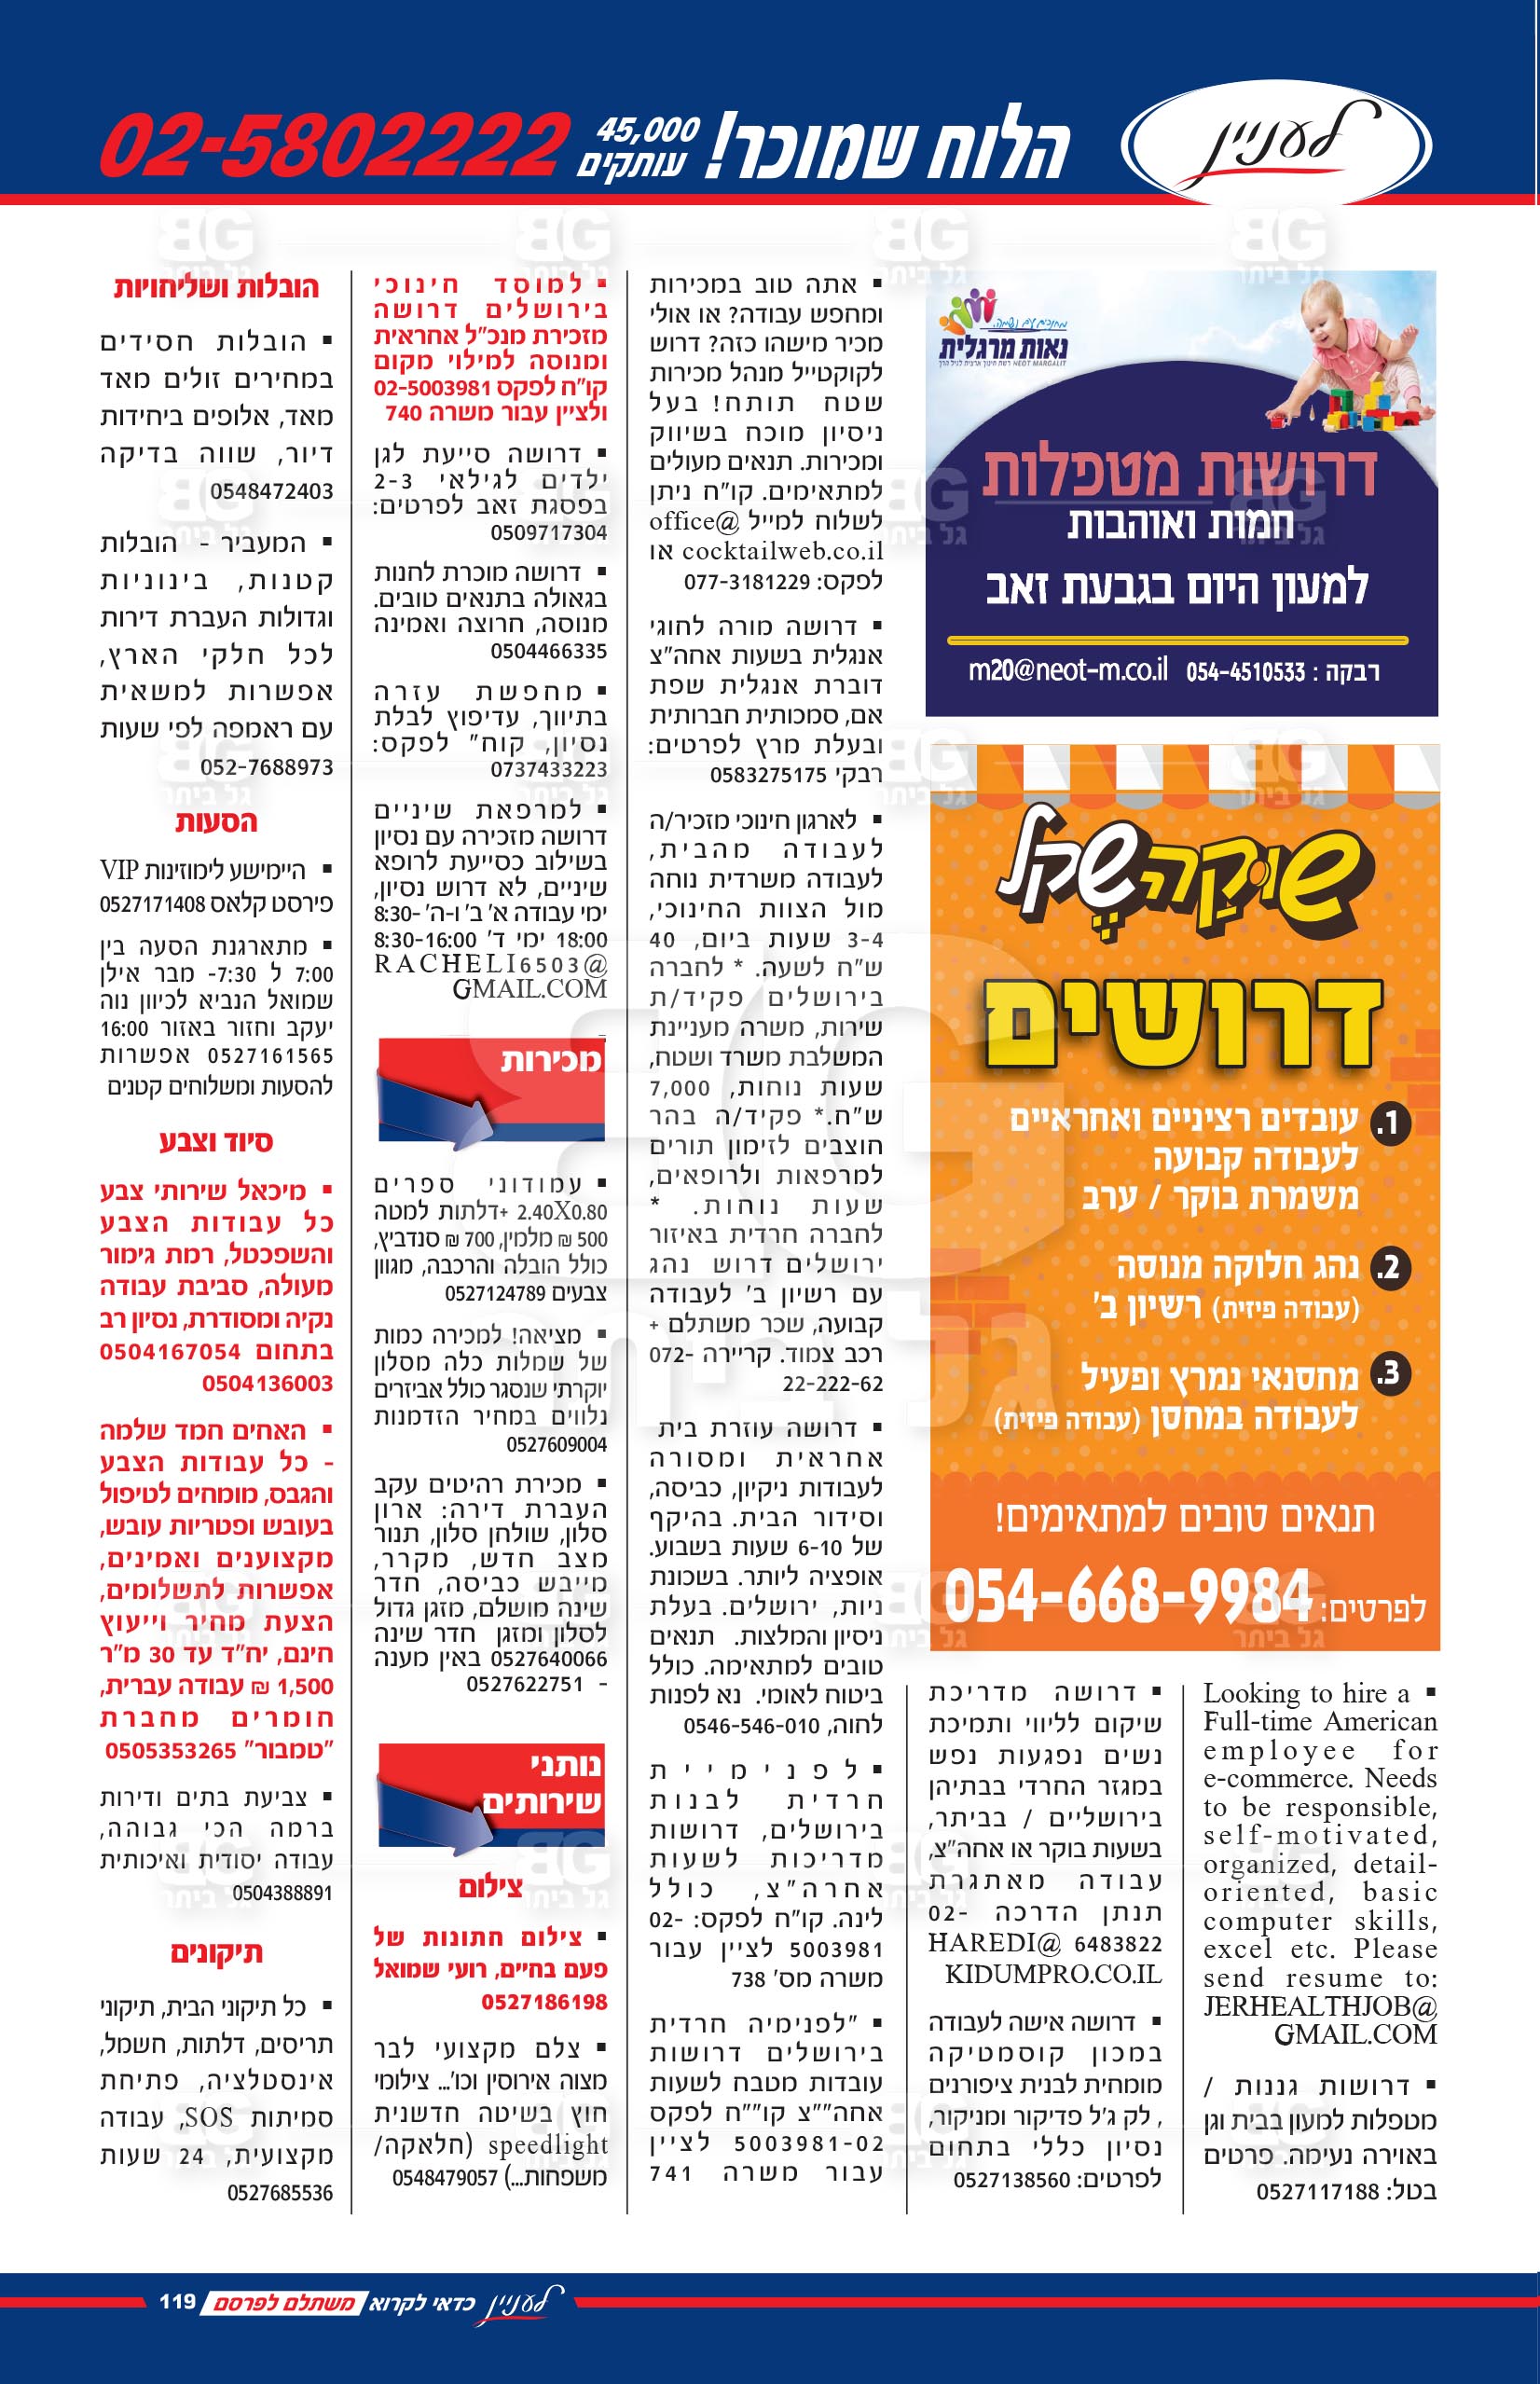 לעניין
הלוח שמוכר!
45,000
עותקים
02-5802222
מחנכים עם נשמה.
נאות מרגלית
NEOT MARGALIT רשת חינוך ארצית לגיל הרך
דרושות מטפלות
חמות ואוהבות
למעון היום בגבעת זאב
רבקה : 054-4510533 m20@neot-m.co.il
שוקה שקל
דרושים
1. עובדים רציניים ואחראיים
לעבודה קבועה
משמרת בוקר / ערב
2. נהג חלוקה מנוסה
(עבודה פיזית) רשיון ב'
3. מחסנאי נמרץ ופעיל
לעבודה במחסן (עבודה פיזית)
תנאים טובים למתאימים!
לפרטים: 054-668-9984
▪ Looking to hire a
Full-time American
employee for
e-commerce. Needs
to be responsible,
self-motivated,
organized, detail-
oriented, basic
computer skills,
excel etc. Please
send resume to:
JERHEALTHJOB@
GMAIL.COM
▪ דרושות גננות /
מטפלות למעון בבית וגן
באוירה נעימה. פרטים
בטל: 0527117188
▪ דרושה מדריכת
שיקום לליווי ותמיכת
נשים נפגעות נפש
במגזר החרדי בבתיהן
בירושליים / בביתר,
בשעות בוקר או אחה"צ,
עבודה מאתגרת
תנתן הדרכה 02-
6483822 HAREDI@
KIDUMPRO.CO.IL
▪ דרושה אישה לעבודה
במכון קוסמטיקה
מומחית לבנית ציפורנים
, לק ג'ל פדיקור ומניקור,
נסיון כללי בתחום
לפרטים: 0527138560
▪ אתה טוב במכירות
ומחפש עבודה? או אולי
מכיר מישהו כזה? דרוש
לקוקטייל מנהל מכירות
שטח תותח! בעל
ניסיון מוכח בשיווק
ומכירות. תנאים מעולים
למתאימים. קו"ח ניתן
לשלוח למייל office@
cocktailweb.co.il או
לפקס: 077-3181229
▪ דרושה מורה לחוגי
אנגלית בשעות אחה"צ
דוברת אנגלית שפת
אם, סמכותית חברותית
ובעלת מרץ לפרטים:
רבקי 0583275175
▪ לארגון חינוכי מזכיר/ה
לעבודה מהבית,
לעבודה משרדית נוחה
מול הצוות החינוכי,
3-4 שעות ביום, 40
ש"ח לשעה. * לחברה
בירושלים פקיד/ת
שירות, משרה מעניינת
המשלבת משרד ושטח,
שעות נוחות, 7,000
ש"ח.* פקיד/ה בהר
חוצבים לזימון תורים
למרפאות ולרופאים,
שעות נוחות. *
לחברה חרדית באיזור
ירושלים דרוש נהג
עם רשיון ב' לעבודה
קבועה, שכר משתלם +
רכב צמוד. קריירה 072-
22-222-62
▪ דרושה עוזרת בית
אחראית ומסורה
לעבודות ניקיון, כביסה,
וסידור הבית. בהיקף
של 6-10 שעות בשבוע.
אופציה ליותר. בשכונת
ניות, ירושלים. בעלת
ניסיון והמלצות. תנאים
טובים למתאימה. כולל
ביטוח לאומי. נא לפנות
לחוה, 0546-546-010
▪ לפנימיית
חרדית לבנות
בירושלים, דרושות
מדריכות לשעות
אחרה"צ, כולל
לינה. קו"ח לפקס: 02-
5003981 לציין עבור
משרה מס' 738
▪ "לפנימיה חרדית
בירושלים דרושות
עובדות מטבח לשעות
אחה""צ קו""ח לפקס
5003981-02 לציין
עבור משרה 741
▪ למוסד חינוכי
בירושלים דרושה
מזכירת מנכ"ל אחראית
ומנוסה למילוי מקום
קו"ח לפקס 02-5003981
ולציין עבור משרה 740
▪ דרושה סייעת לגן
ילדים לגילאי 2-3
בפסגת זאב לפרטים:
0509717304
▪ דרושה מוכרת לחנות
בגאולה בתנאים טובים.
מנוסה, חרוצה ואמינה
0504466335
▪ מחפשת עזרה
בתיווך, עדיפוץ לבלת
נסיון, קוח" לפקס:
0737433223
▪ למרפאת שיניים
דרושה מזכירה עם נסיון
בשילוב כסייעת לרופא
שיניים, לא דרוש נסיון,
ימי עבודה א' ב' ו-ה' 8:30-
18:00 ימי ד' 8:30-16:00
RACHELI6503@
GMAIL.COM
מכירות
▪ עמודוני ספרים
2.40X0.80 +דלתות למטה
500 ₪ מלמין, 700 ₪ סנדביץ,
כולל הובלה והרכבה, מגוון
צבעים 0527124789
▪ מציאה! למכירה כמות
של שמלות כלה מסלון
יוקרתי שנסגר כולל אביזרים
נלווים במחיר הזדמנות
0527609004
▪ מכירת רהיטים עקב
העברת דירה: ארון
סלון, שולחן סלון, תנור
מצב חדש, מקרר,
מייבש כביסה, חדר
שינה מושלם, מזגן גדול
לסלון ומזגן חדר שינה
0527640066 באין מענה
- 0527622751
נותני
שירותים
צילום
▪ צילום חתונות של
פעם בחיים, רועי שמואל
0527186198
▪ צלם מקצועי לבר
מצוה אירוסין וכו'... צילומי
חוץ בשיטה חדשנית
speedlight (חלאקה/
משפחות...) 0548479057
הובלות ושליחויות
▪ הובלות חסידים
במחירים זולים מאד
מאד, אלופים ביחידות
דיור, שווה בדיקה
0548472403
▪ המעביר - הובלות
קטנות, בינוניות
וגדולות העברת דירות
לכל חלקי הארץ,
אפשרות למשאית
עם ראמפה לפי שעות
052-7688973
הסעות
▪ היימישע לימוזינות VIP
פירסט קלאס 0527171408
▪ מתארגנת הסעה בין
7:00 ל 7:30- מבר אילן
שמואל הנביא לכיוון נוה
יעקב וחזור באזור 16:00
0527161565 אפשרות
להסעות ומשלוחים קטנים
סיוד וצבע
▪ מיכאל שירותי צבע
כל עבודות הצבע
והשפכטל, רמת גימור
מעולה, סביבת עבודה
נקיה ומסודרת, נסיון רב
בתחום 0504167054
0504136003
▪ האחים חמד שלמה
- כל עבודות הצבע
והגבס, מומחים לטיפול
בעובש ופטריות עובש,
מקצוענים ואמינים,
אפשרות לתשלומים,
הצעת מחיר וייעוץ
חינם, יח"ד עד 30 מ"ר
1,500 ₪ עבודה עברית,
חומרים מחברת
"טמבור" 0505353265
▪ צביעת בתים ודירות
ברמה הכי גבוהה,
עבודה יסודית ואיכותית
0504388891
תיקונים
▪ כל תיקוני הבית, תיקוני
תריסים, דלתות, חשמל,
אינסטלציה, פתיחת
סמיתות SOS, עבודה
מקצועית, 24 שעות
0527685536
לעניין כדאי לקרוא משתלם לפרסם 119
BG
גל ביתר